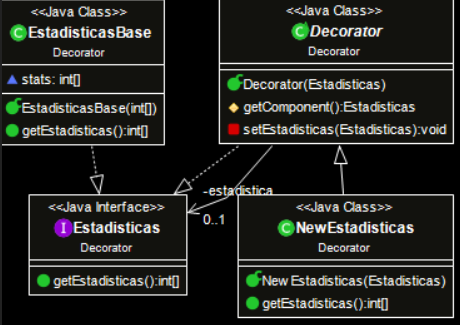 <<Java Class>>
EstadisticasBase
Decorator
stats: int[]
EstadisticasBase(int[])
getEstadisticas():int[]
<<Java Class>>
Decorator
Decorator
Decorator(Estadisticas)
getComponent():Estadisticas
setEstadisticas(Estadisticas):void
-estadistica
0..1
<<Java Interface>>
I Estadisticas
Decorator
getEstadisticas():int[]
<<Java Class>>
C NewEstadisticas
Decorator
NewEstadisticas(Estadisticas)
getEstadisticas():int[]